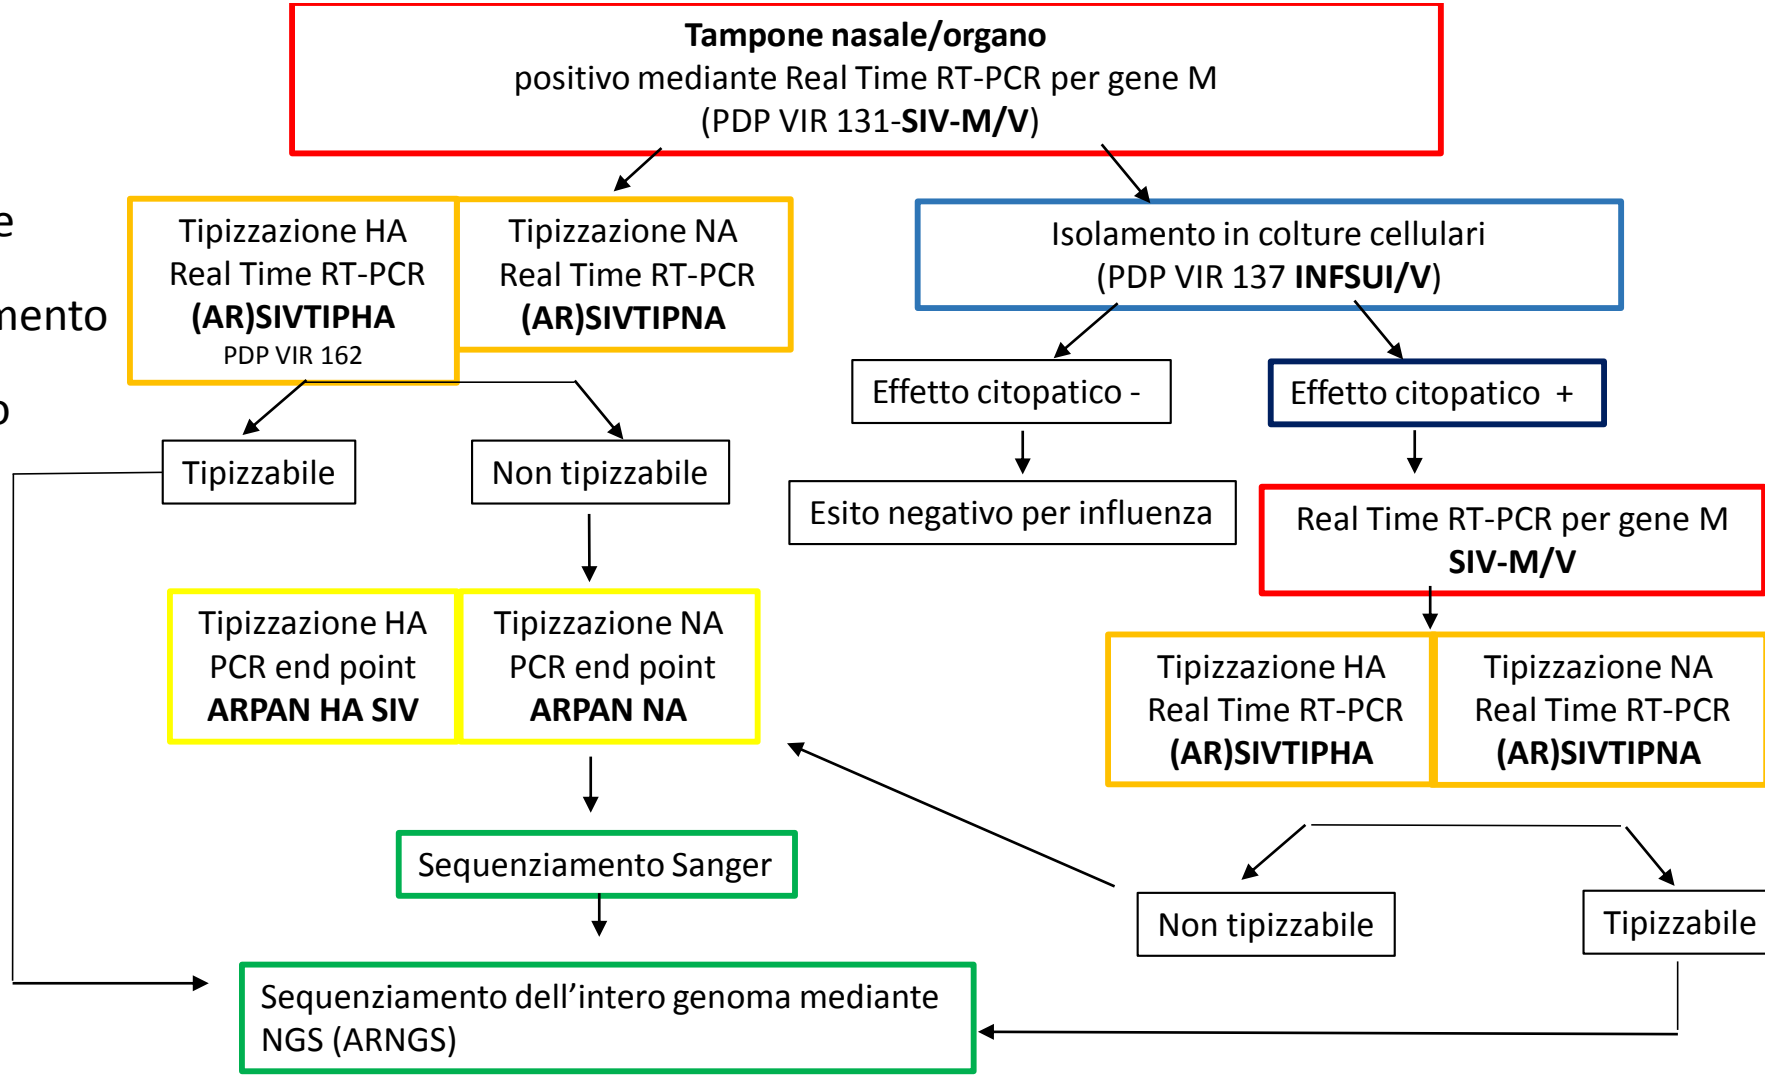 Tampone nasale/organo
positivo mediante Real Time RT-PCR per gene M
(PDP VIR 131-SIV-M/V)
Tipizzazione HA
Real Time RT-PCR
(AR)SIVTIPHA
PDP VIR 162
Tipizzazione NA
Real Time RT-PCR
(AR)SIVTIPNA
Isolamento in colture cellulari
(PDP VIR 137 INFSUI/V)
Effetto citopatico -
Effetto citopatico +
Tipizzabile
Non tipizzabile
Esito negativo per influenza
Real Time RT-PCR per gene M
SIV-M/V
Tipizzazione HA
PCR end point
ARPAN HA SIV
Tipizzazione NA
PCR end point
ARPAN NA
Tipizzazione HA
Real Time RT-PCR
(AR)SIVTIPHA
Tipizzazione NA
Real Time RT-PCR
(AR)SIVTIPNA
Sequenziamento Sanger
Non tipizzabile
Tipizzabile
Sequenziamento dell'intero genoma mediante
NGS (ARNGS)